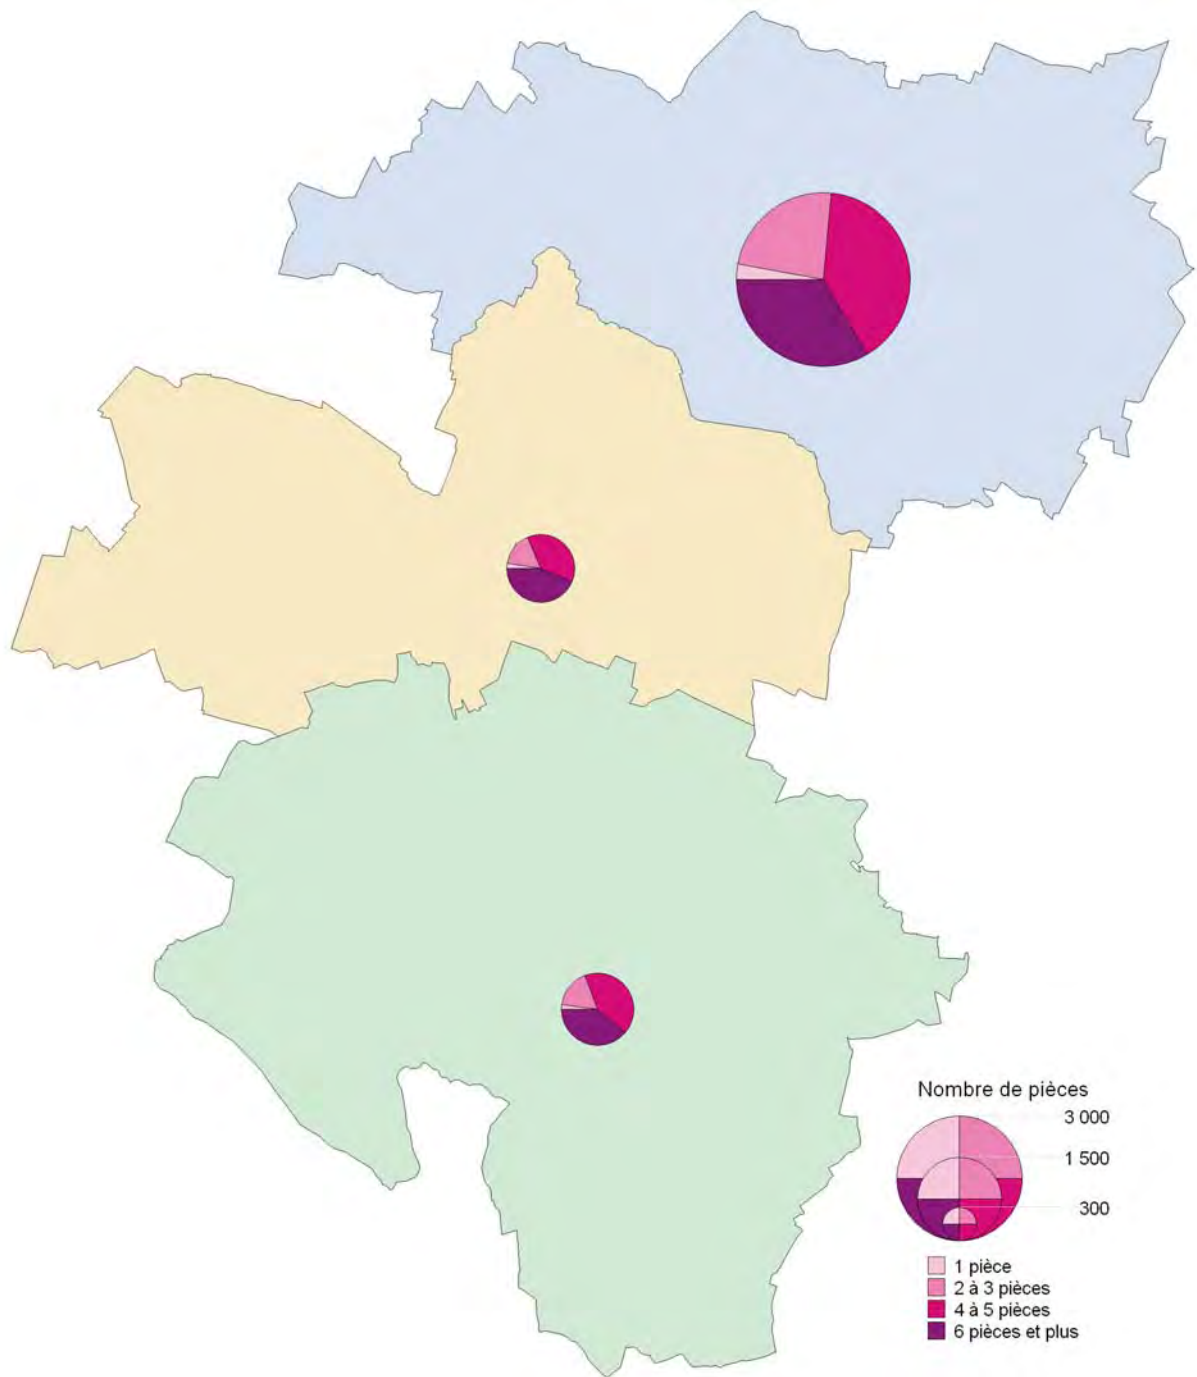 Nombre de pièces
3 000
1 500
300
1 pièce
2 à 3 pièces
4 à 5 pièces
6 pièces et plus